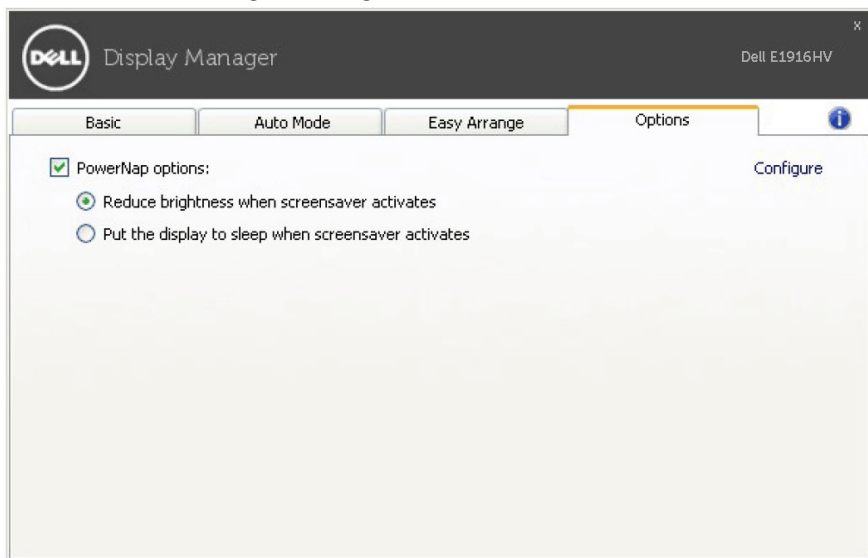 x
DELL
Display Manager
Dell E1916HV
Basic
Auto Mode
Easy Arrange
Options
i
PowerNap options:
Configure
Reduce brightness when screensaver activates
Put the display to sleep when screensaver activates